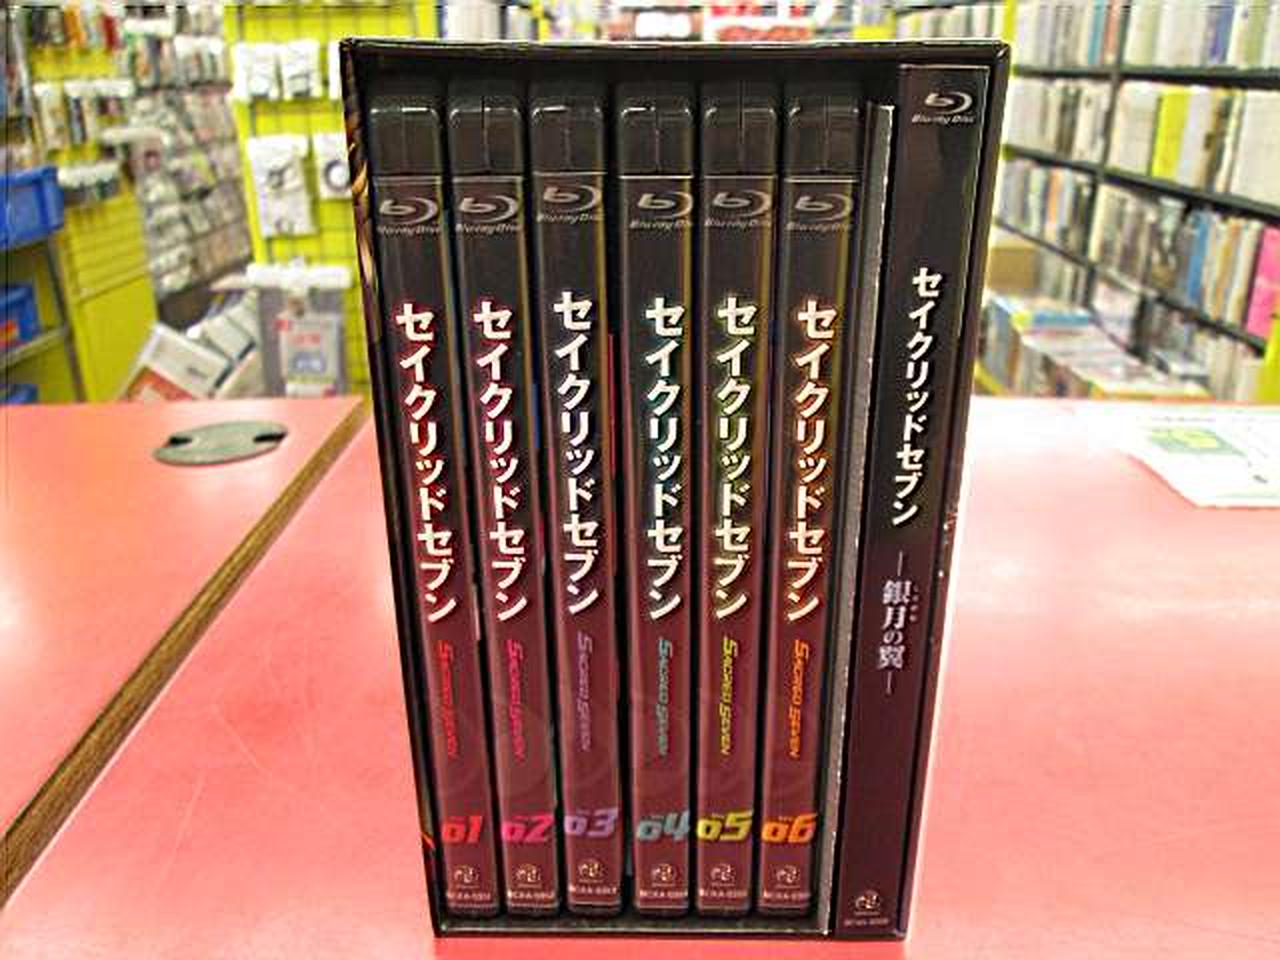 Blu-ray Disc
セイクリッドセブン
SACRED SEVEN
01
Blu-ray Disc
セイクリッドセブン
SACRED SEVEN
02
Blu-ray Disc
セイクリッドセブン
SACRED SEVEN
03
Blu-ray Disc
セイクリッドセブン
SACRED SEVEN
04
Blu-ray Disc
セイクリッドセブン
SACRED SEVEN
05
Blu-ray Disc
セイクリッドセブン
SACRED SEVEN
06
Blu-ray Disc
セイクリッドセブン
―銀月の翼―